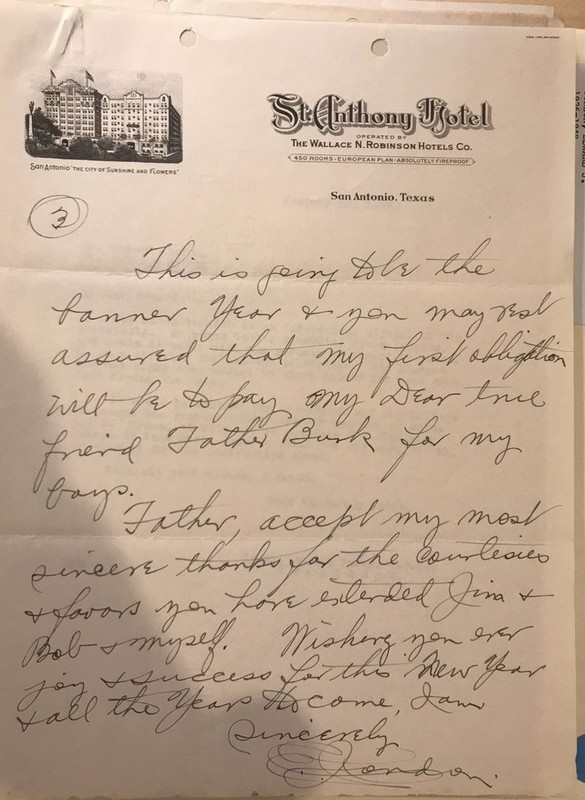 St. Anthony Hotel
OPERATED BY
THE WALLACE N. ROBINSON HOTELS CO.
450 ROOMS - EUROPEAN PLAN - ABSOLUTELY FIREPROOF
San Antonio "THE CITY OF SUNSHINE AND FLOWERS"
San Antonio, Texas
3
This is going to be the
banner Year & you may rest
assured that my first obligation
will be to pay my Dear true
friend Father Burk for my
boys.
Father, accept my most
sincere thanks for the courtesies
& favors you have extended Jim &
Bob & myself. Wishing you ever
joy & success for this New Year
& all the Years to come, I am
Sincerely